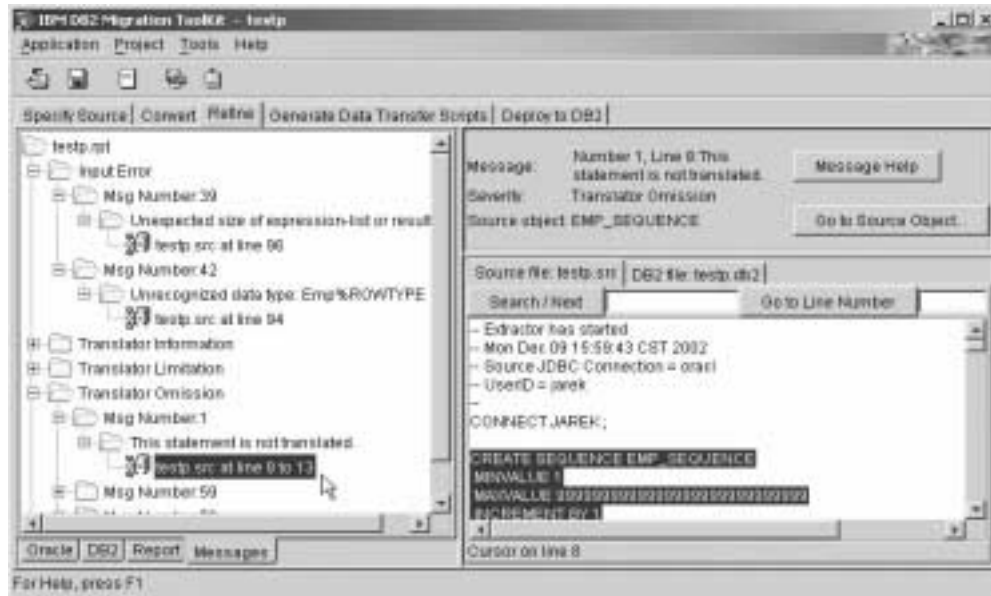 IBM DB2 Migration ToolKit -- testp
Application Project Tools Help
Specify Source Convert Refine Generate Data Transfer Scripts Deploy to DB2
testp.rpt
Input Error
Msg Number:39
Unexpected size of expression-list or result
testp.src at line 96
Msg Number:42
Unrecognized data type: Emp%ROWTYPE
testp.src at line 94
Translator Information
Translator Limitation
Translator Omission
Msg Number:1
This statement is not translated.
testp.src at line 8 to 13
Msg Number:59
Oracle DB2 Report Messages
Message: Number 1, Line 8:This
statement is not translated.
Message Help
Severity: Translator Omission
Source object: EMP_SEQUENCE
Go to Source Object...
Source file: testp.src DB2 file: testp.db2
Search / Next Go to Line Number
-- Extractor has started
-- Mon Dec 09 15:59:43 CST 2002
-- Source JDBC Connection = oracl
-- UserID = jarek
--
CONNECT JAREK;
CREATE SEQUENCE EMP_SEQUENCE
MINVALUE 1
MAXVALUE
INCREMENT BY 1
Cursor on line 8
For Help, press F1